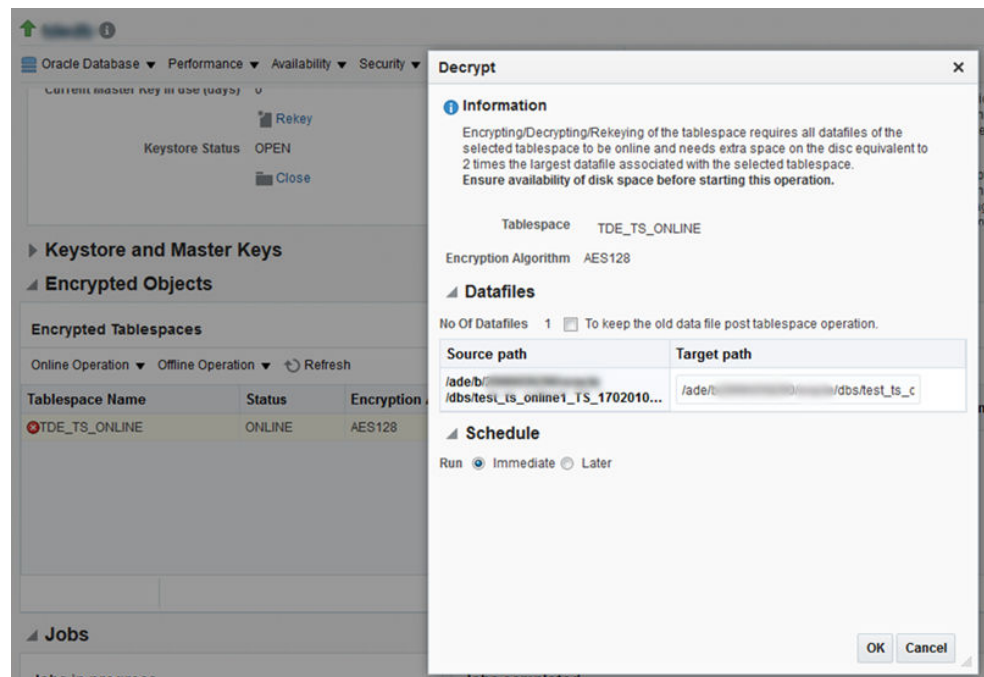 Oracle Database Performance Availability Security
Current Master Key in use (days) 0
Rekey
Keystore Status OPEN
Close
Keystore and Master Keys
Encrypted Objects
Encrypted Tablespaces
Online Operation Offline Operation Refresh
Tablespace Name Status Encryption
TDE_TS_ONLINE ONLINE AES128
Jobs
Decrypt
Information
Encrypting/Decrypting/Rekeying of the tablespace requires all datafiles of the
selected tablespace to be online and needs extra space on the disc equivalent to
2 times the largest datafile associated with the selected tablespace.
Ensure availability of disk space before starting this operation.
Tablespace TDE_TS_ONLINE
Encryption Algorithm AES128
Datafiles
No Of Datafiles 1 To keep the old data file post tablespace operation.
Source path Target path
/ade/b/
/dbs/test_ts_online1_TS_1702010...
/ade/b /dbs/test_ts_c
Schedule
Run Immediate Later
OK Cancel